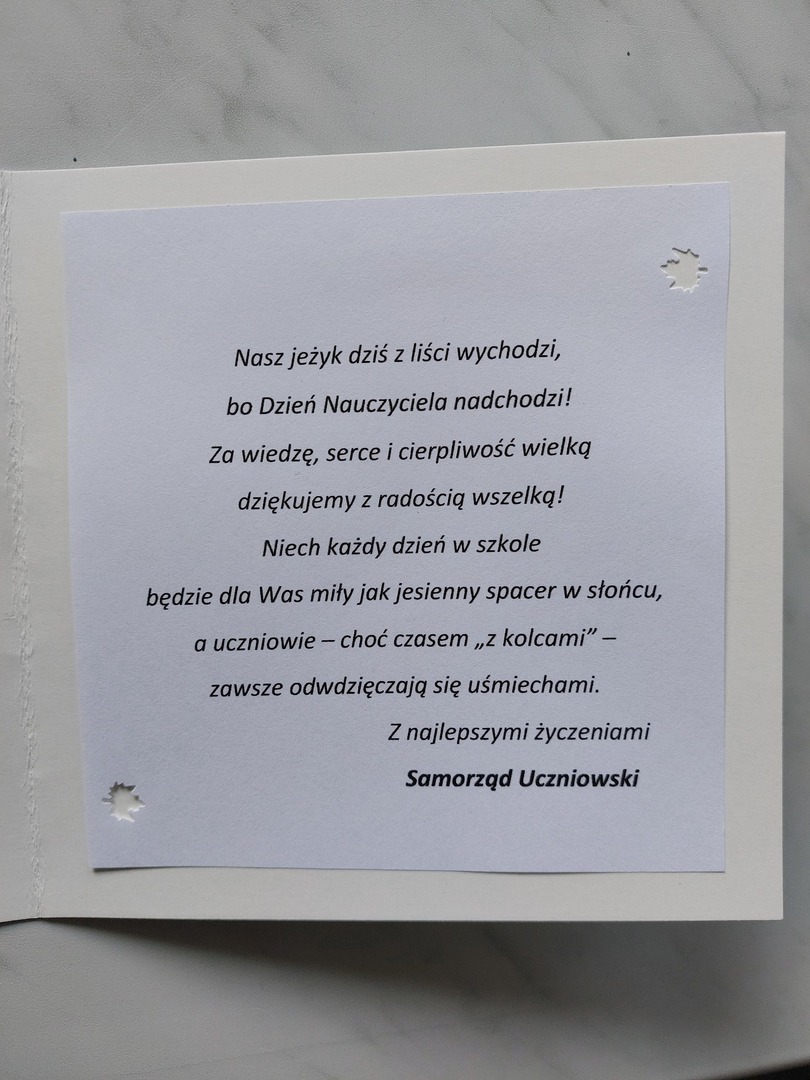 Nasz jeżyk dziś z liści wychodzi,
bo Dzień Nauczyciela nadchodzi!
Za wiedzę, serce i cierpliwość wielką
dziękujemy z radością wszelką!
Niech każdy dzień w szkole
będzie dla Was miły jak jesienny spacer w słońcu,
a uczniowie – choć czasem „z kolcami” –
zawsze odwdzięczają się uśmiechami.
Z najlepszymi życzeniami
Samorząd Uczniowski